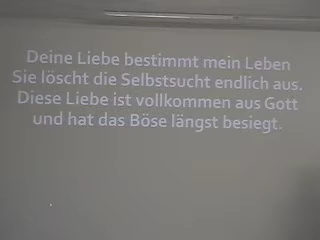 Deine Liebe bestimmt mein Leben
Sie löscht die Selbstsucht endlich aus.
Diese Liebe ist vollkommen aus Gott
und hat das Böse längst besiegt.